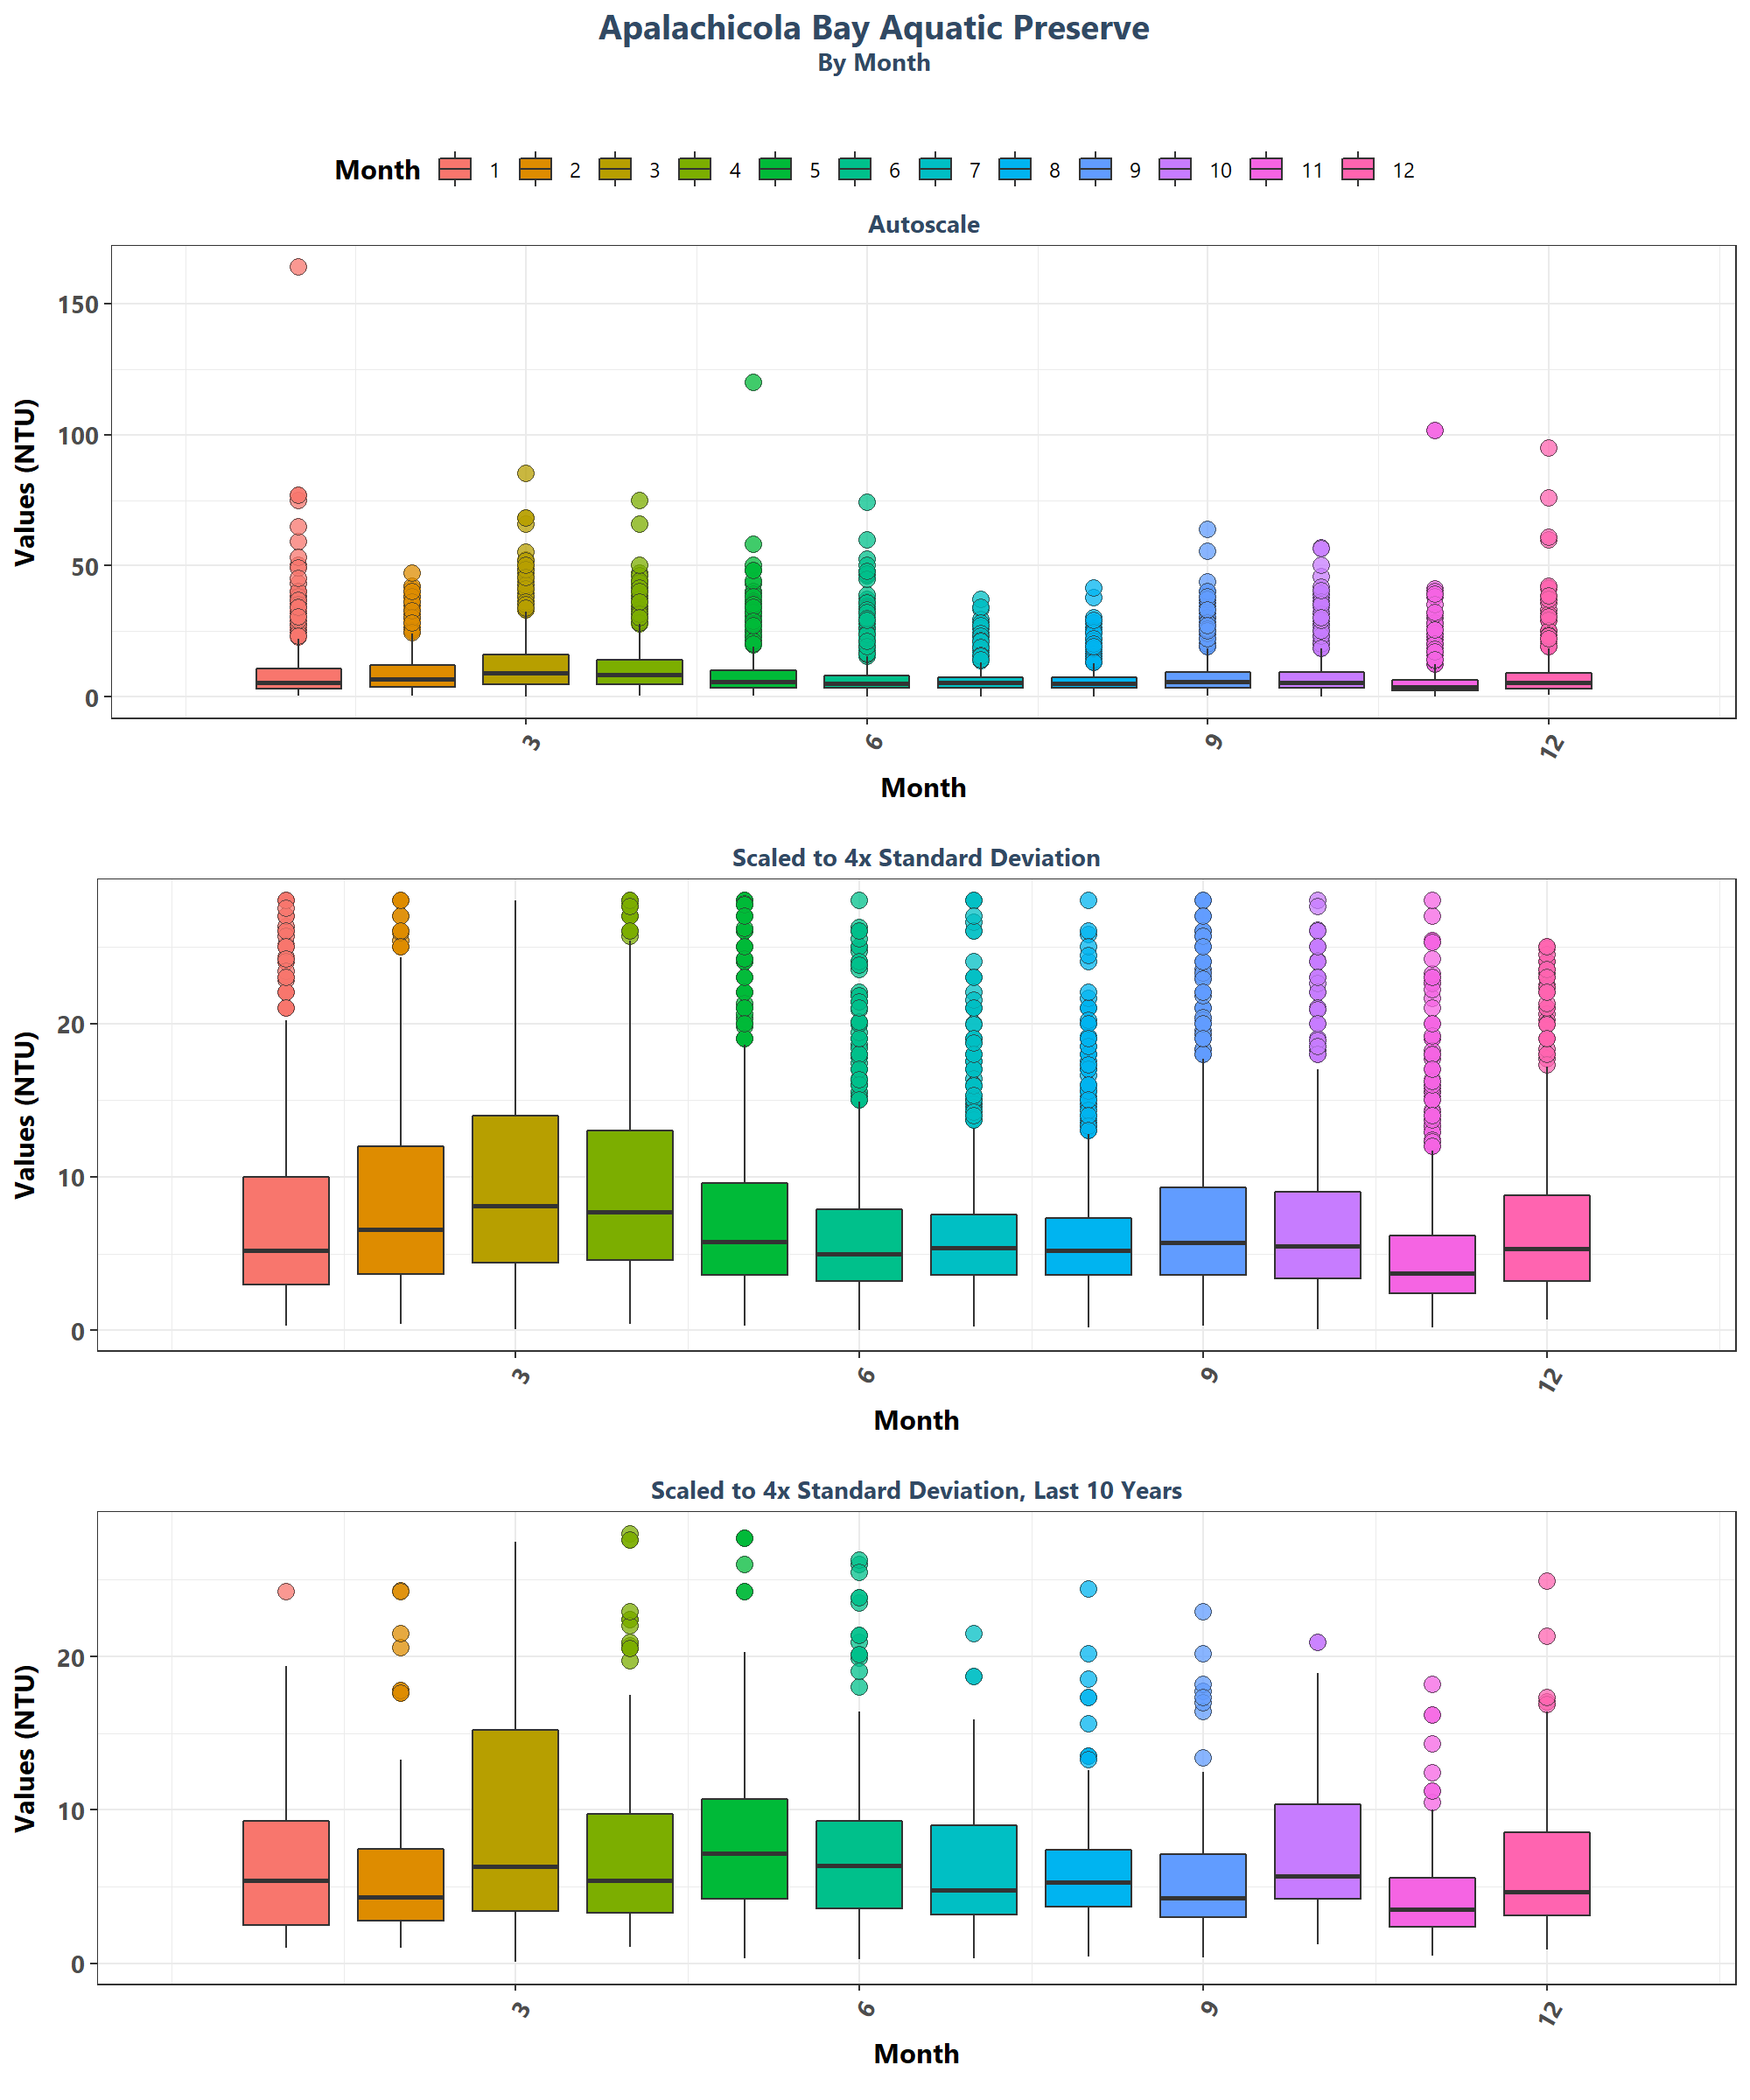 Apalachicola Bay Aquatic Preserve
By Month
Month 1 2 3 4 5 6 7 8 9 10 11 12
Autoscale
Values (NTU)
150
100
50
0
3 6 9 12
Month
Scaled to 4x Standard Deviation
Values (NTU)
20
10
0
3 6 9 12
Month
Scaled to 4x Standard Deviation, Last 10 Years
Values (NTU)
20
10
0
3 6 9 12
Month